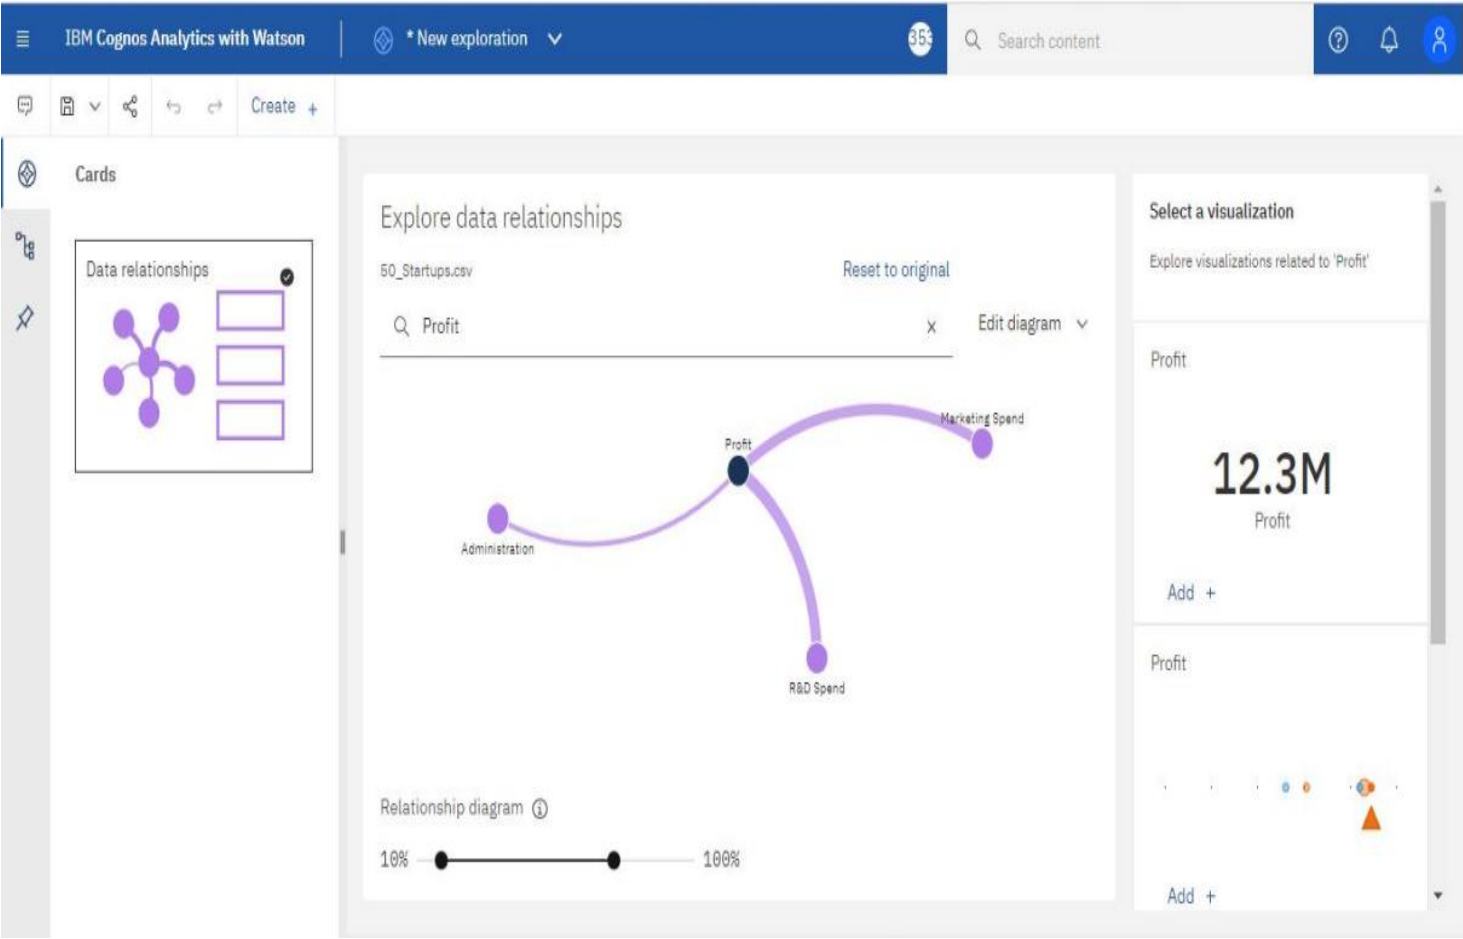 IBM Cognos Analytics with Watson
* New exploration
353
Search content
Create +
Cards
Data relationships
Explore data relationships
50_Startups.csv
Reset to original
Profit
Edit diagram
Profit
Marketing Spend
Administration
R&D Spend
Relationship diagram
10%
100%
Select a visualization
Explore visualizations related to 'Profit'
Profit
12.3M
Profit
Add +
Profit
Add +